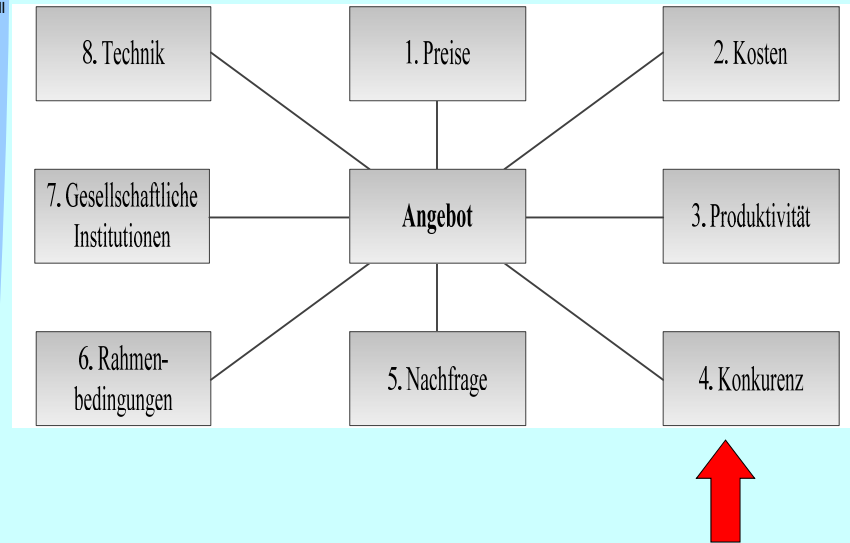 ll
8. Technik
1. Preise
2. Kosten
7. Gesellschaftliche
Institutionen
Angebot
3. Produktivität
6. Rahmen-
bedingungen
5. Nachfrage
4. Konkurenz